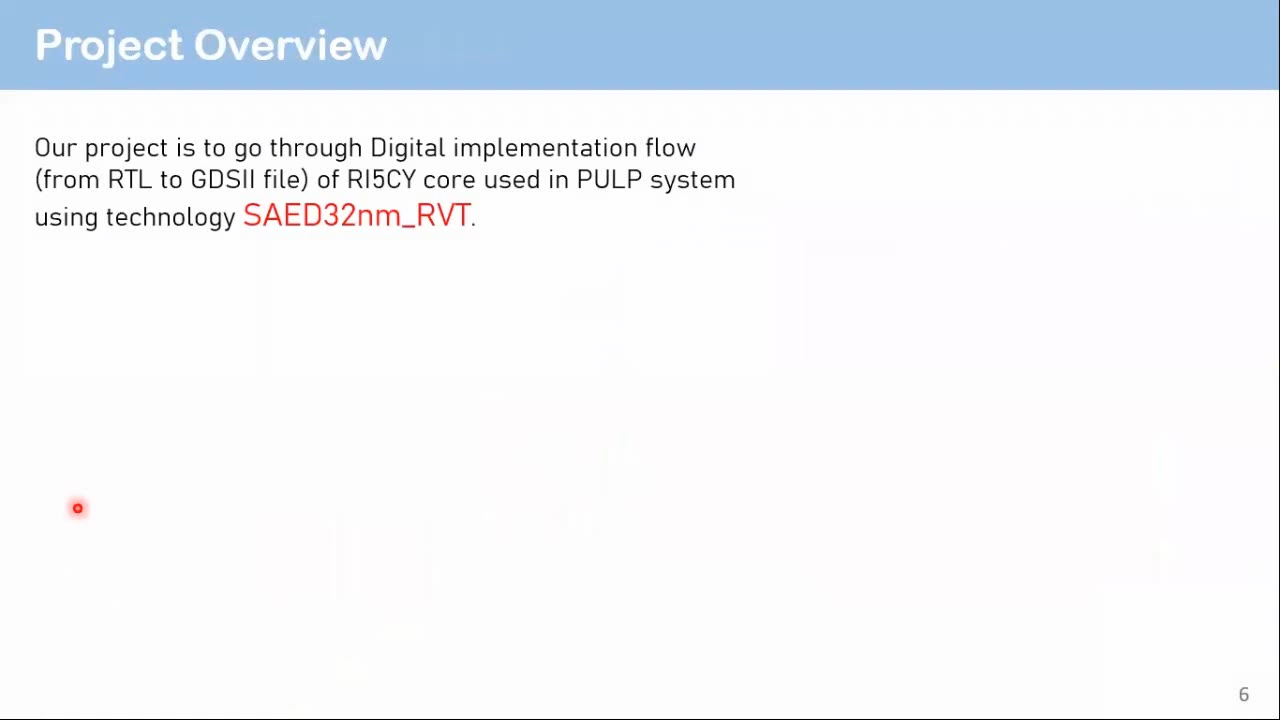 Project Overview
Our project is to go through Digital implementation flow
(from RTL to GDSII file) of RI5CY core used in PULP system
using technology SAED32nm_RVT.
6